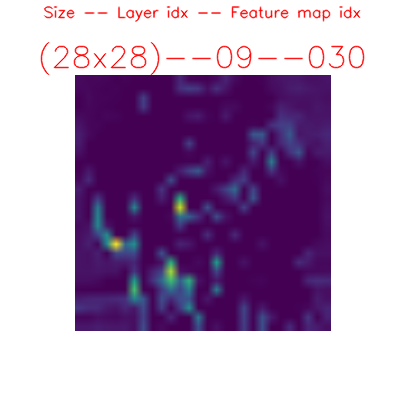 Size -- Layer idx -- Feature map idx
(28x28)--09--030